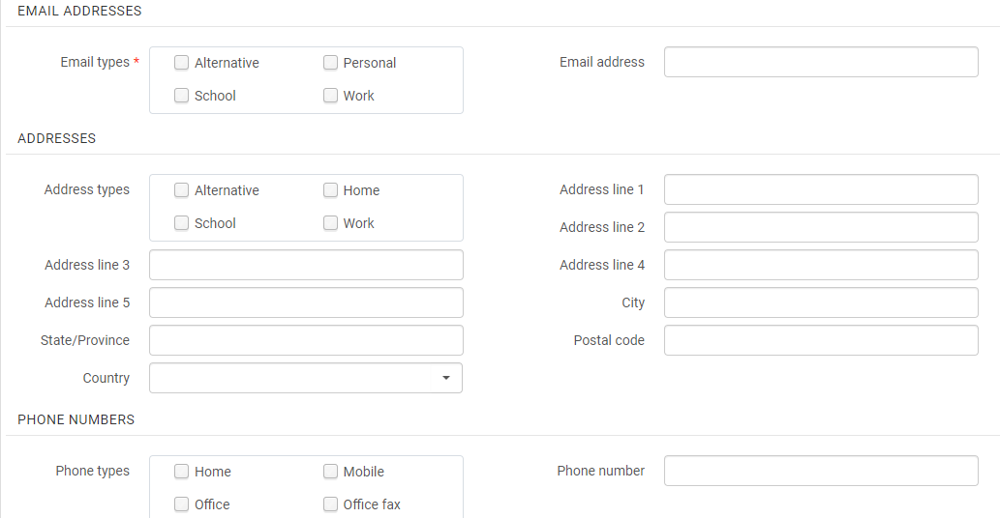 EMAIL ADDRESSES
Email types * Alternative Personal Email address
School Work
ADDRESSES
Address types Alternative Home Address line 1
School Work Address line 2
Address line 3 Address line 4
Address line 5 City
State/Province Postal code
Country
PHONE NUMBERS
Phone types Home Mobile Phone number
Office Office fax